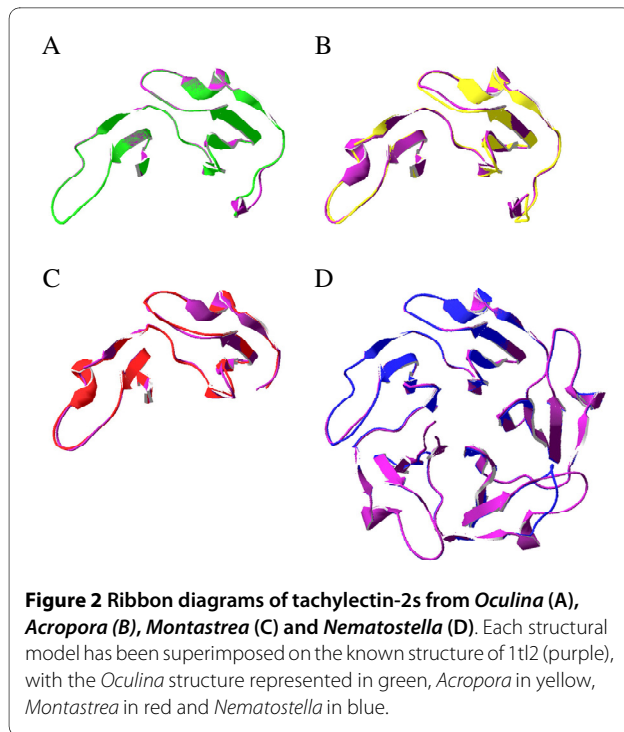 A
B
C
D
Figure 2 Ribbon diagrams of tachylectin-2s from Oculina (A),
Acropora (B), Montastrea (C) and Nematostella (D). Each structural
model has been superimposed on the known structure of 1tl2 (purple),
with the Oculina structure represented in green, Acropora in yellow,
Montastrea in red and Nematostella in blue.